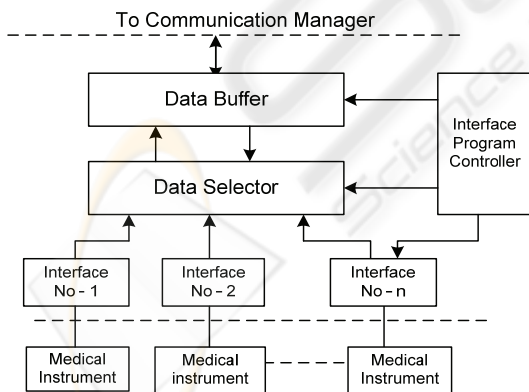 To Communication Manager
Data Buffer
Interface
Program
Controller
Data Selector
Interface
No - 1
Interface
No - 2
Interface
No - n
Medical
Instrument
Medical
instrument
Medical
Instrument